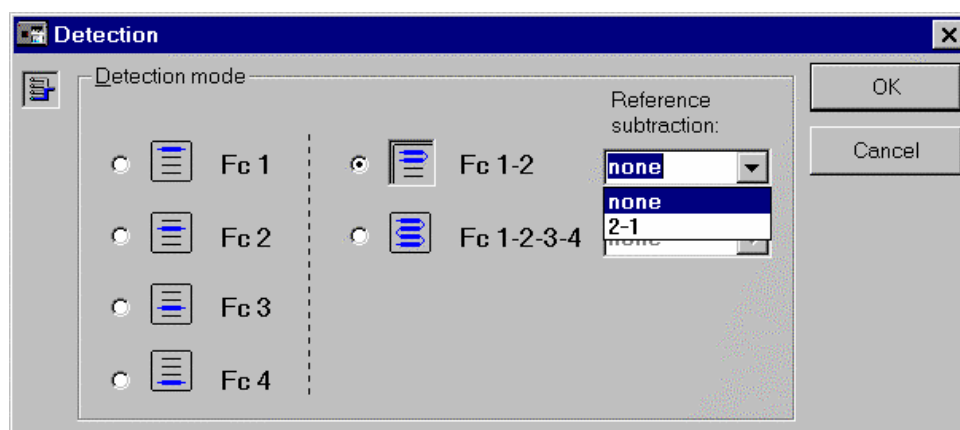 Detection
Detection mode
Reference
subtraction:
OK
Cancel
Fc 1
Fc 1-2
none
none
2-1
Fc 2
Fc 1-2-3-4
none
Fc 3
Fc 4